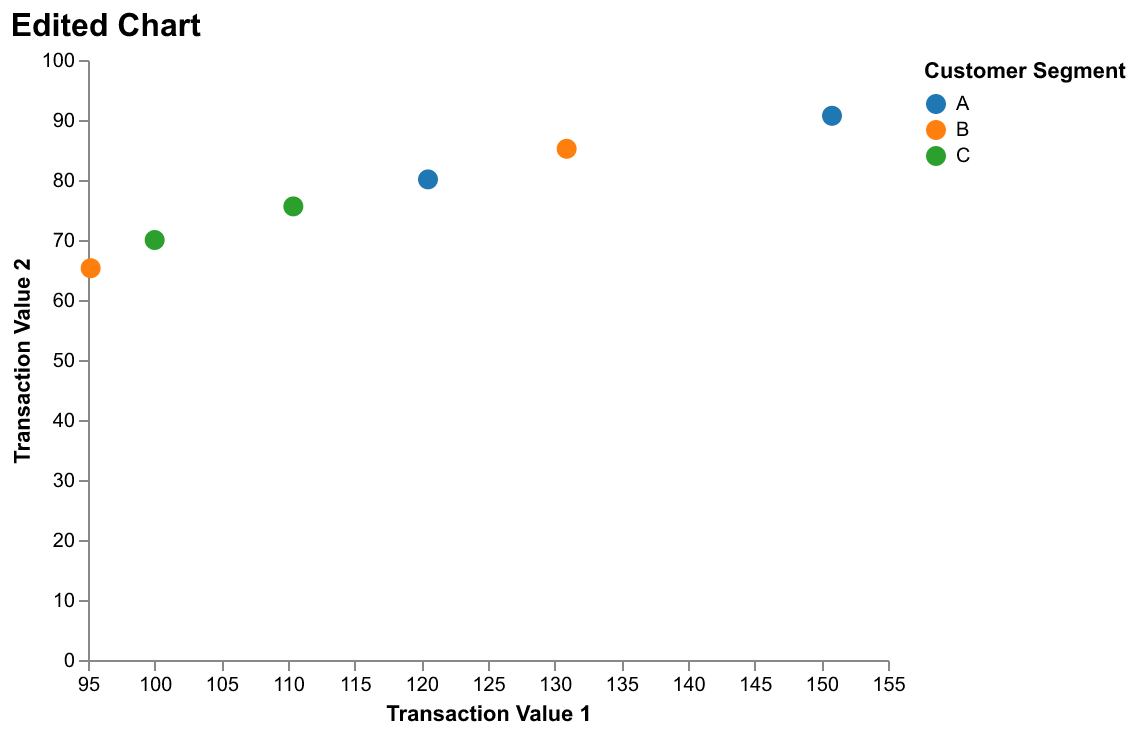 Edited Chart
Customer Segment
A
B
C
Transaction Value 2
100
90
80
70
60
50
40
30
20
10
0
95 100 105 110 115 120 125 130 135 140 145 150 155
Transaction Value 1